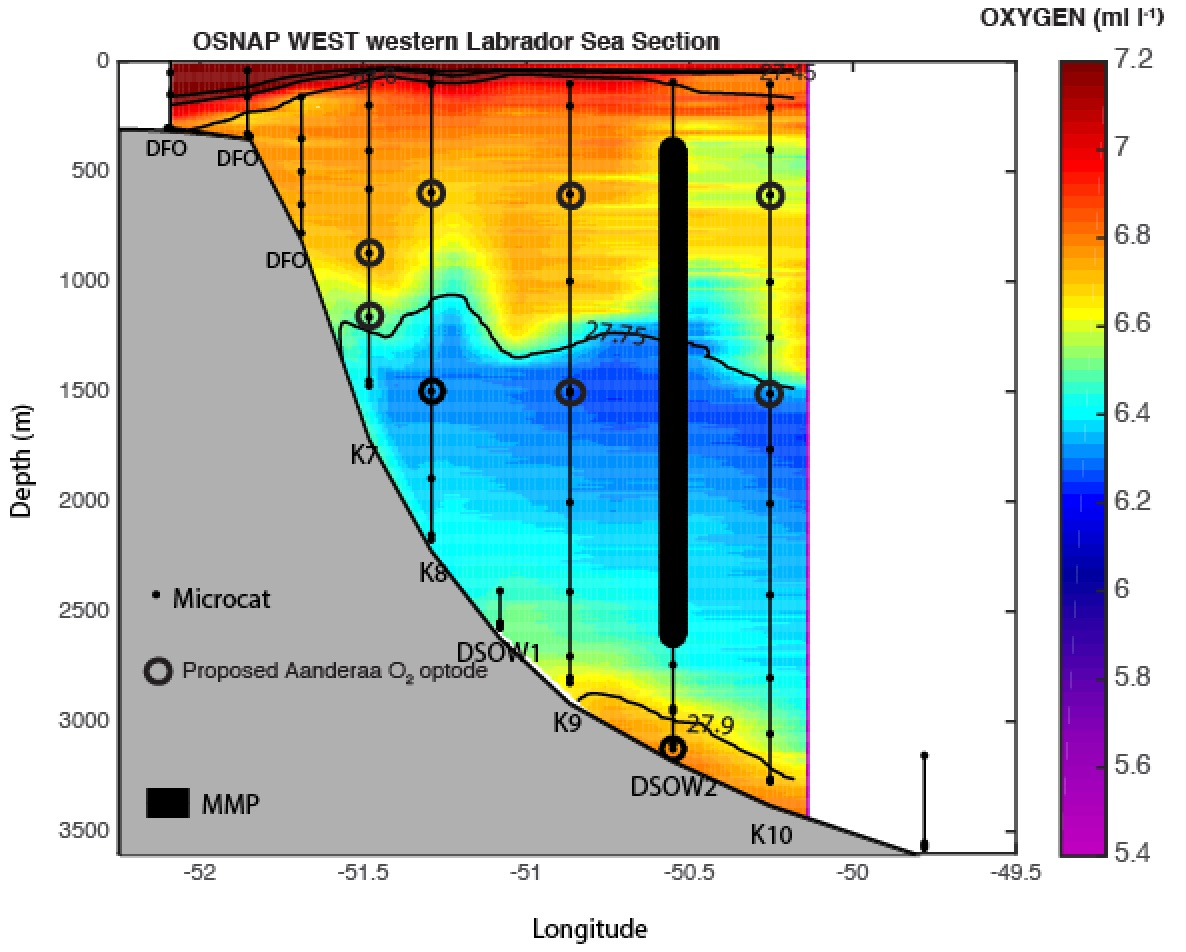 OXYGEN (ml l-1)
OSNAP WEST western Labrador Sea Section
0
500
1000
1500
2000
2500
3000
3500
Depth (m)
27.45
DFO
DFO
DFO
27.75
K7
K8
DSOW1
K9
27.9
DSOW2
K10
Microcat
Proposed Aanderaa O2 optode
MMP
-52
-51.5
-51
-50.5
-50
-49.5
Longitude
7.2
7
6.8
6.6
6.4
6.2
6
5.8
5.6
5.4